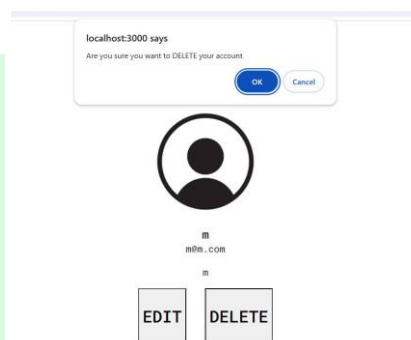 localhost:3000 says
Are you sure you want to DELETE your account
OK Cancel
m
m@m.com
m
EDIT DELETE